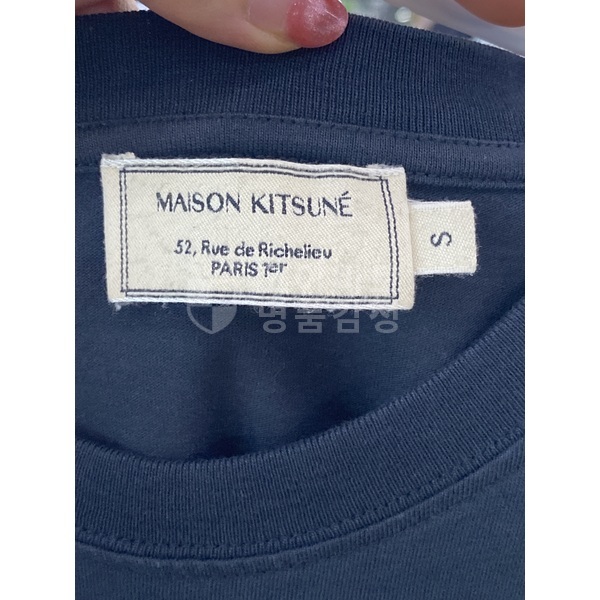 MAISON KITSUNÉ
52, Rue de Richelieu
PARIS 1er
S
명품감정